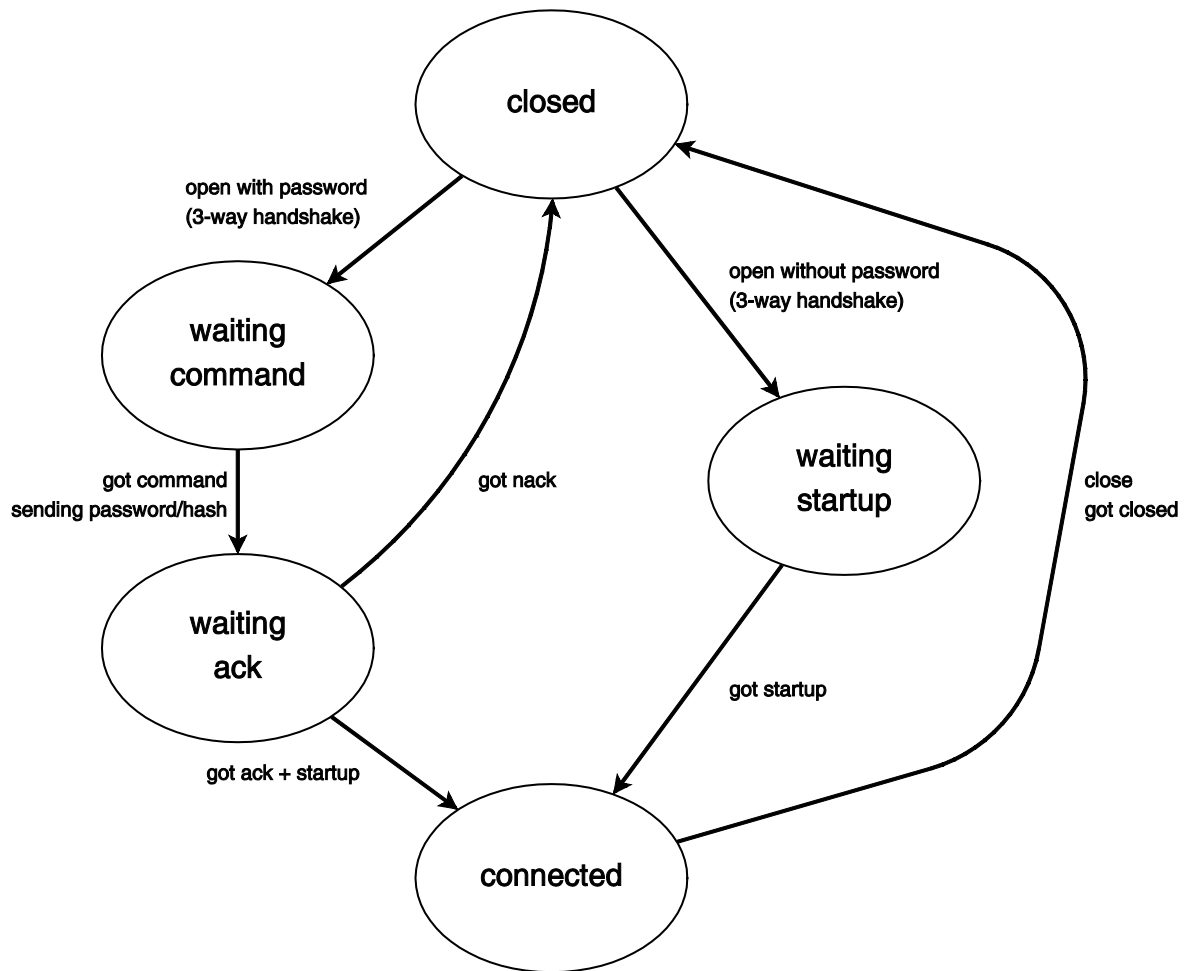 closed
open with password
(3-way handshake)
open without password
(3-way handshake)
waiting
command
waiting
startup
got command
sending password/hash
got nack
close
got closed
waiting
ack
got startup
got ack + startup
connected